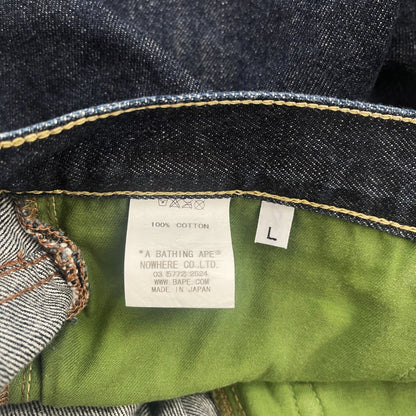 100% COTTON
"A BATHING APE®
NOWHERE CO.,LTD.
03 5772 2524
WWW.BAPE.COM
MADE IN JAPAN
L